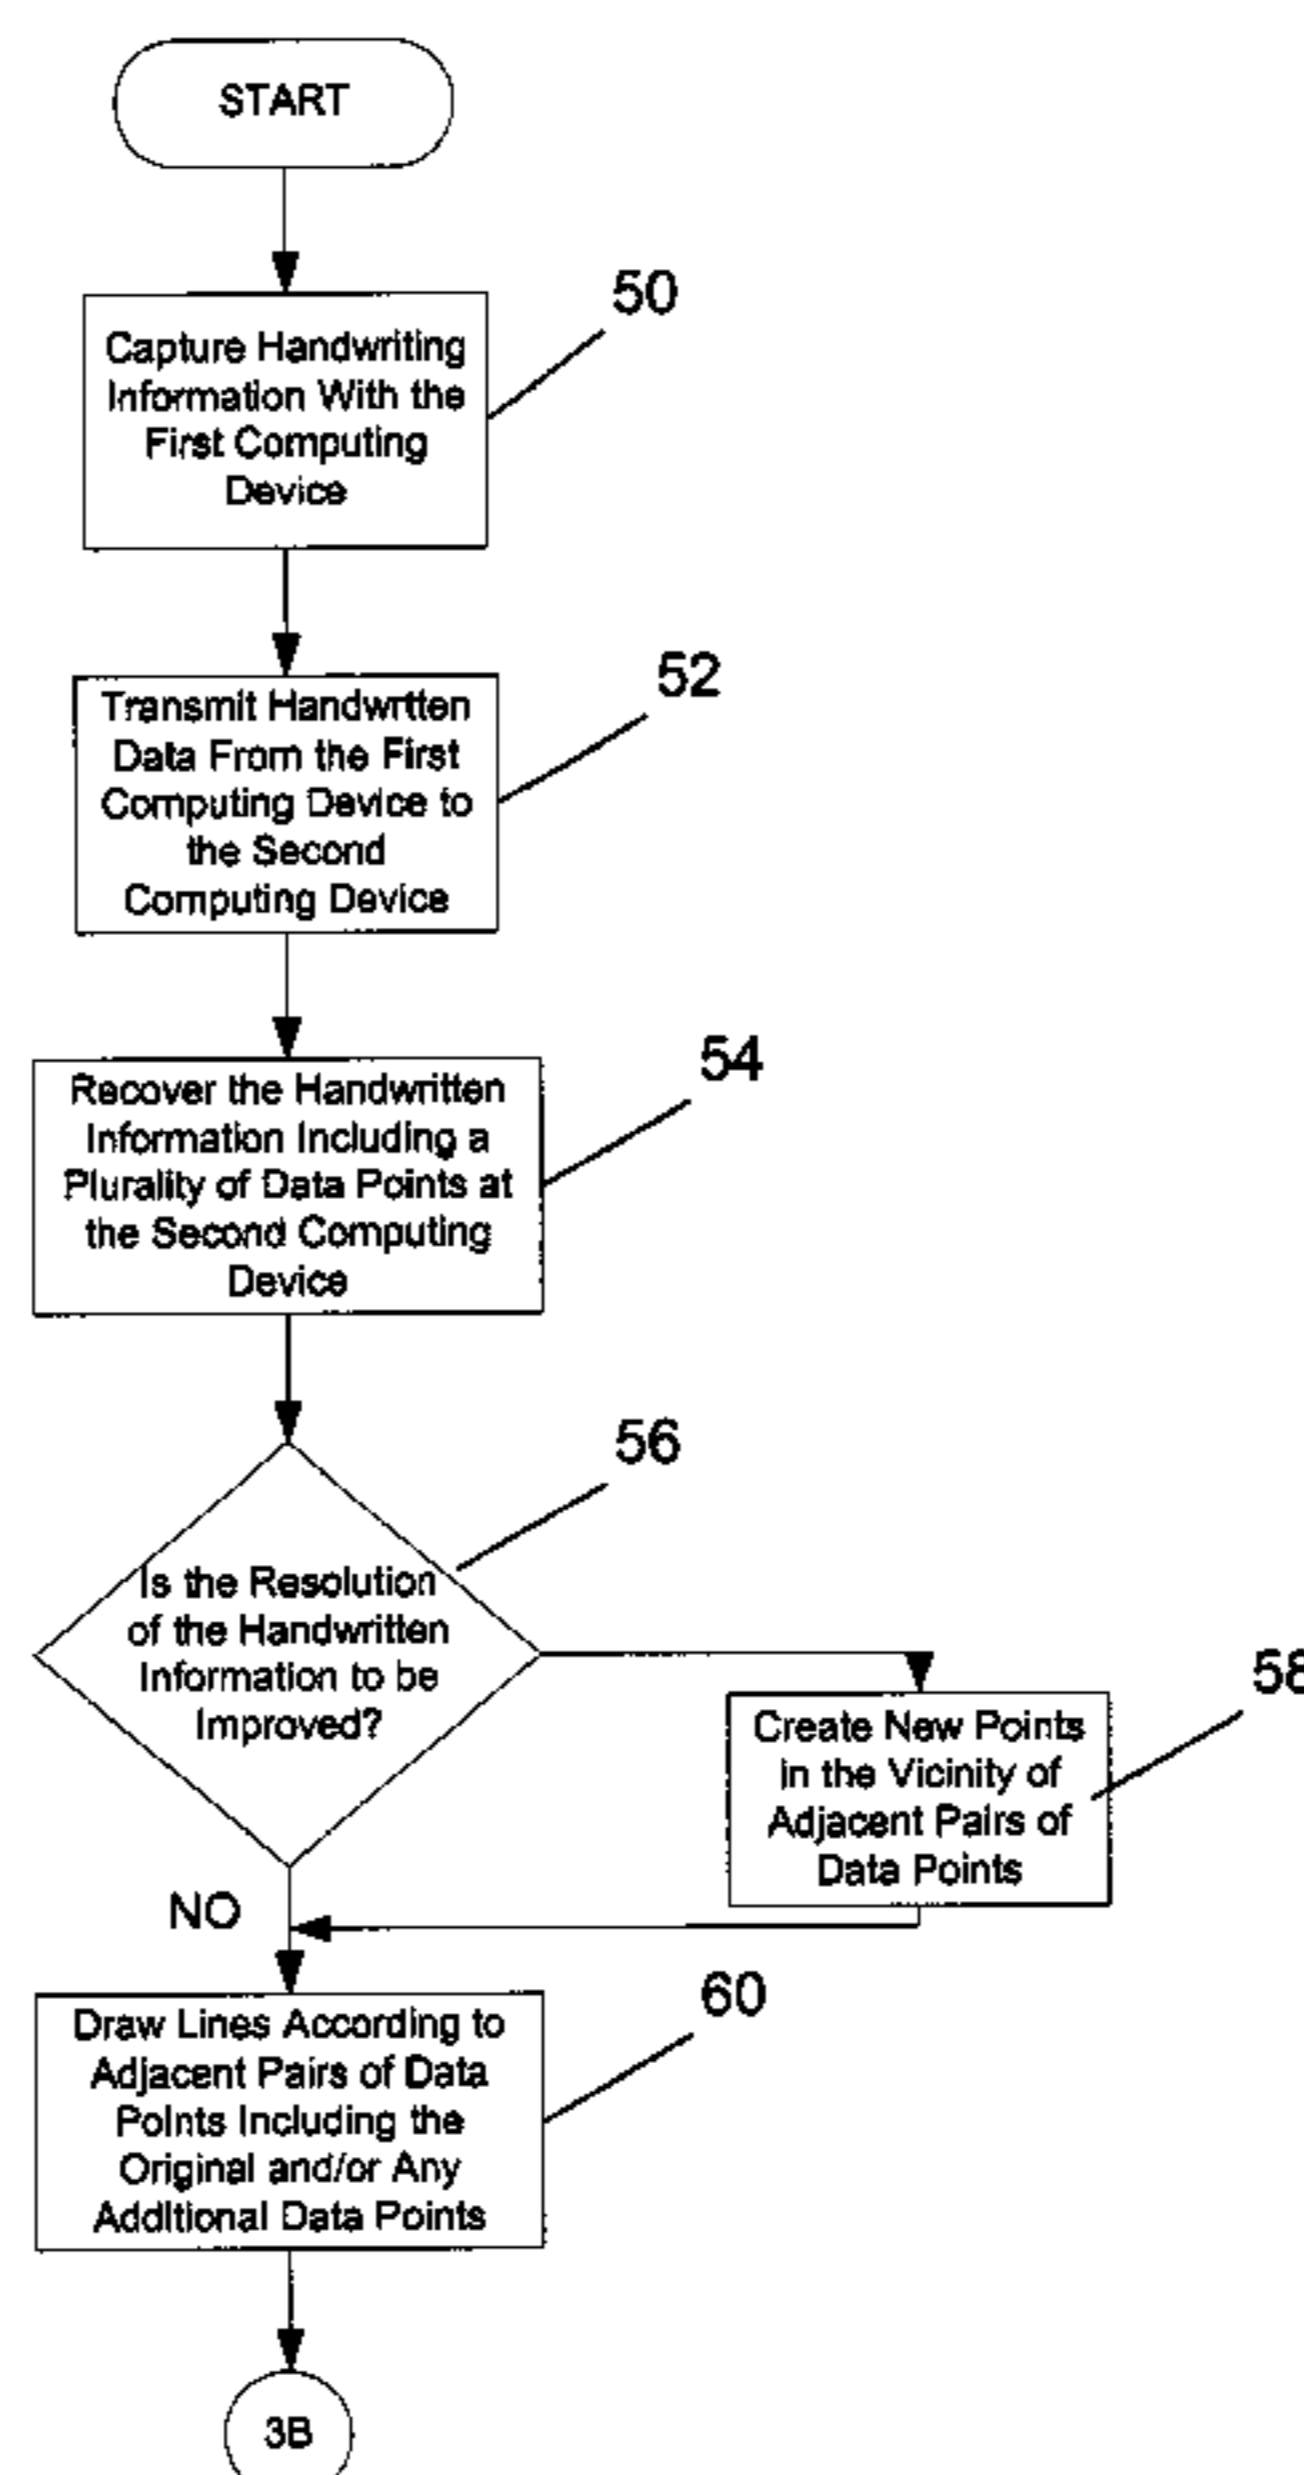 START
50
Capture Handwriting
Information With the
First Computing
Device
52
Transmit Handwrtten
Data From the First
Computing Device to
the Second
Computing Device
54
Recover the Handwritten
Information Including a
Plurality of Data Points at
the Second Computing
Device
56
Is the Resolution
of the Handwritten
Information to be
Improved?
58
Create New Points
in the Vicinity of
Adjacent Pairs of
Data Points
NO
60
Draw Lines According to
Adjacent Pairs of Data
Points Including the
Original and/or Any
Additional Data Points
3B